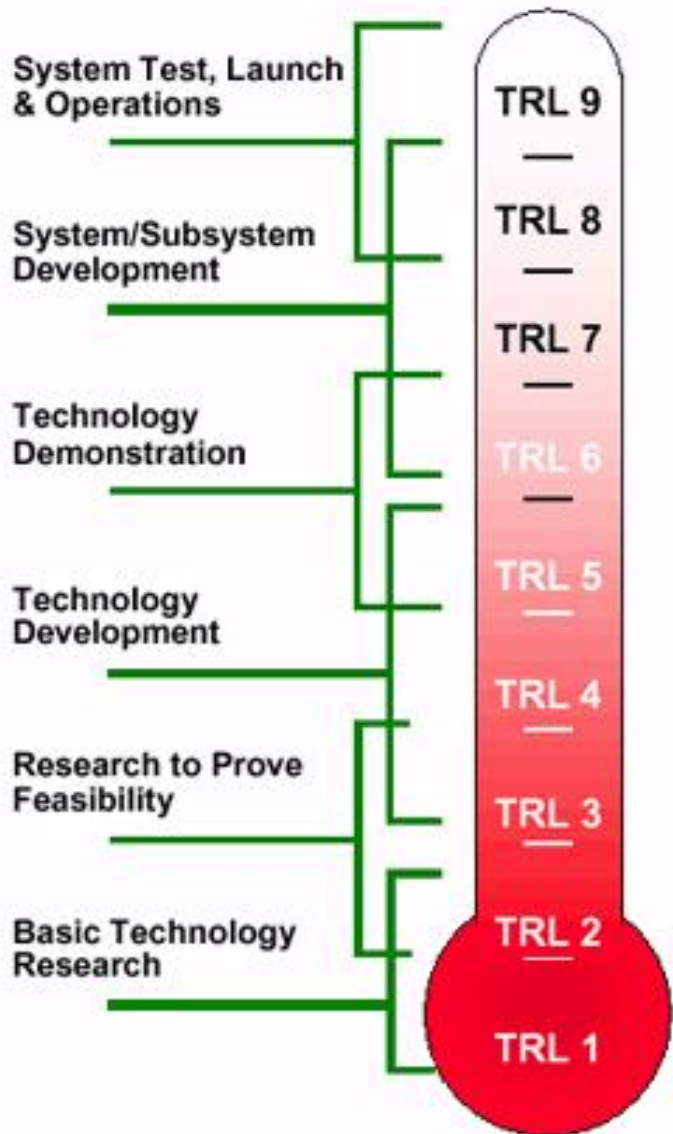 System Test, Launch
& Operations
System/Subsystem
Development
Technology
Demonstration
Technology
Development
Research to Prove
Feasibility
Basic Technology
Research
TRL 9
TRL 8
TRL 7
TRL 6
TRL 5
TRL 4
TRL 3
TRL 2
TRL 1